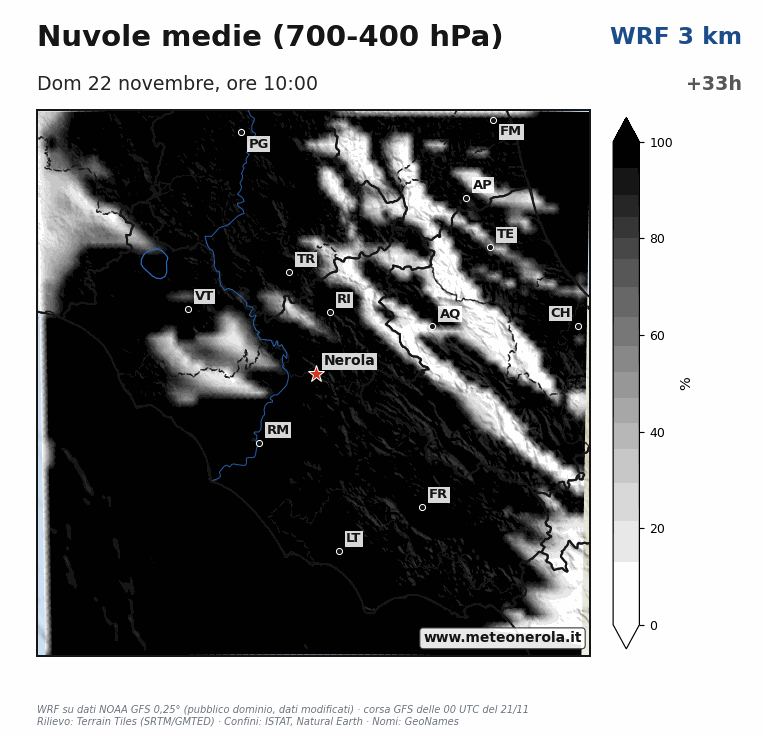 Nuvole medie (700-400 hPa)
WRF 3 km
Dom 22 novembre, ore 10:00
+33h
FM
PG
AP
TE
TR
VT
RI
AQ
CH
Nerola
RM
FR
LT
100
80
60
40
20
0
%
www.meteonerola.it
WRF su dati NOAA GFS 0,25° (pubblico dominio, dati modificati) · corsa GFS delle 00 UTC del 21/11
Rilievo: Terrain Tiles (SRTM/GMTED) · Confini: ISTAT, Natural Earth · Nomi: GeoNames